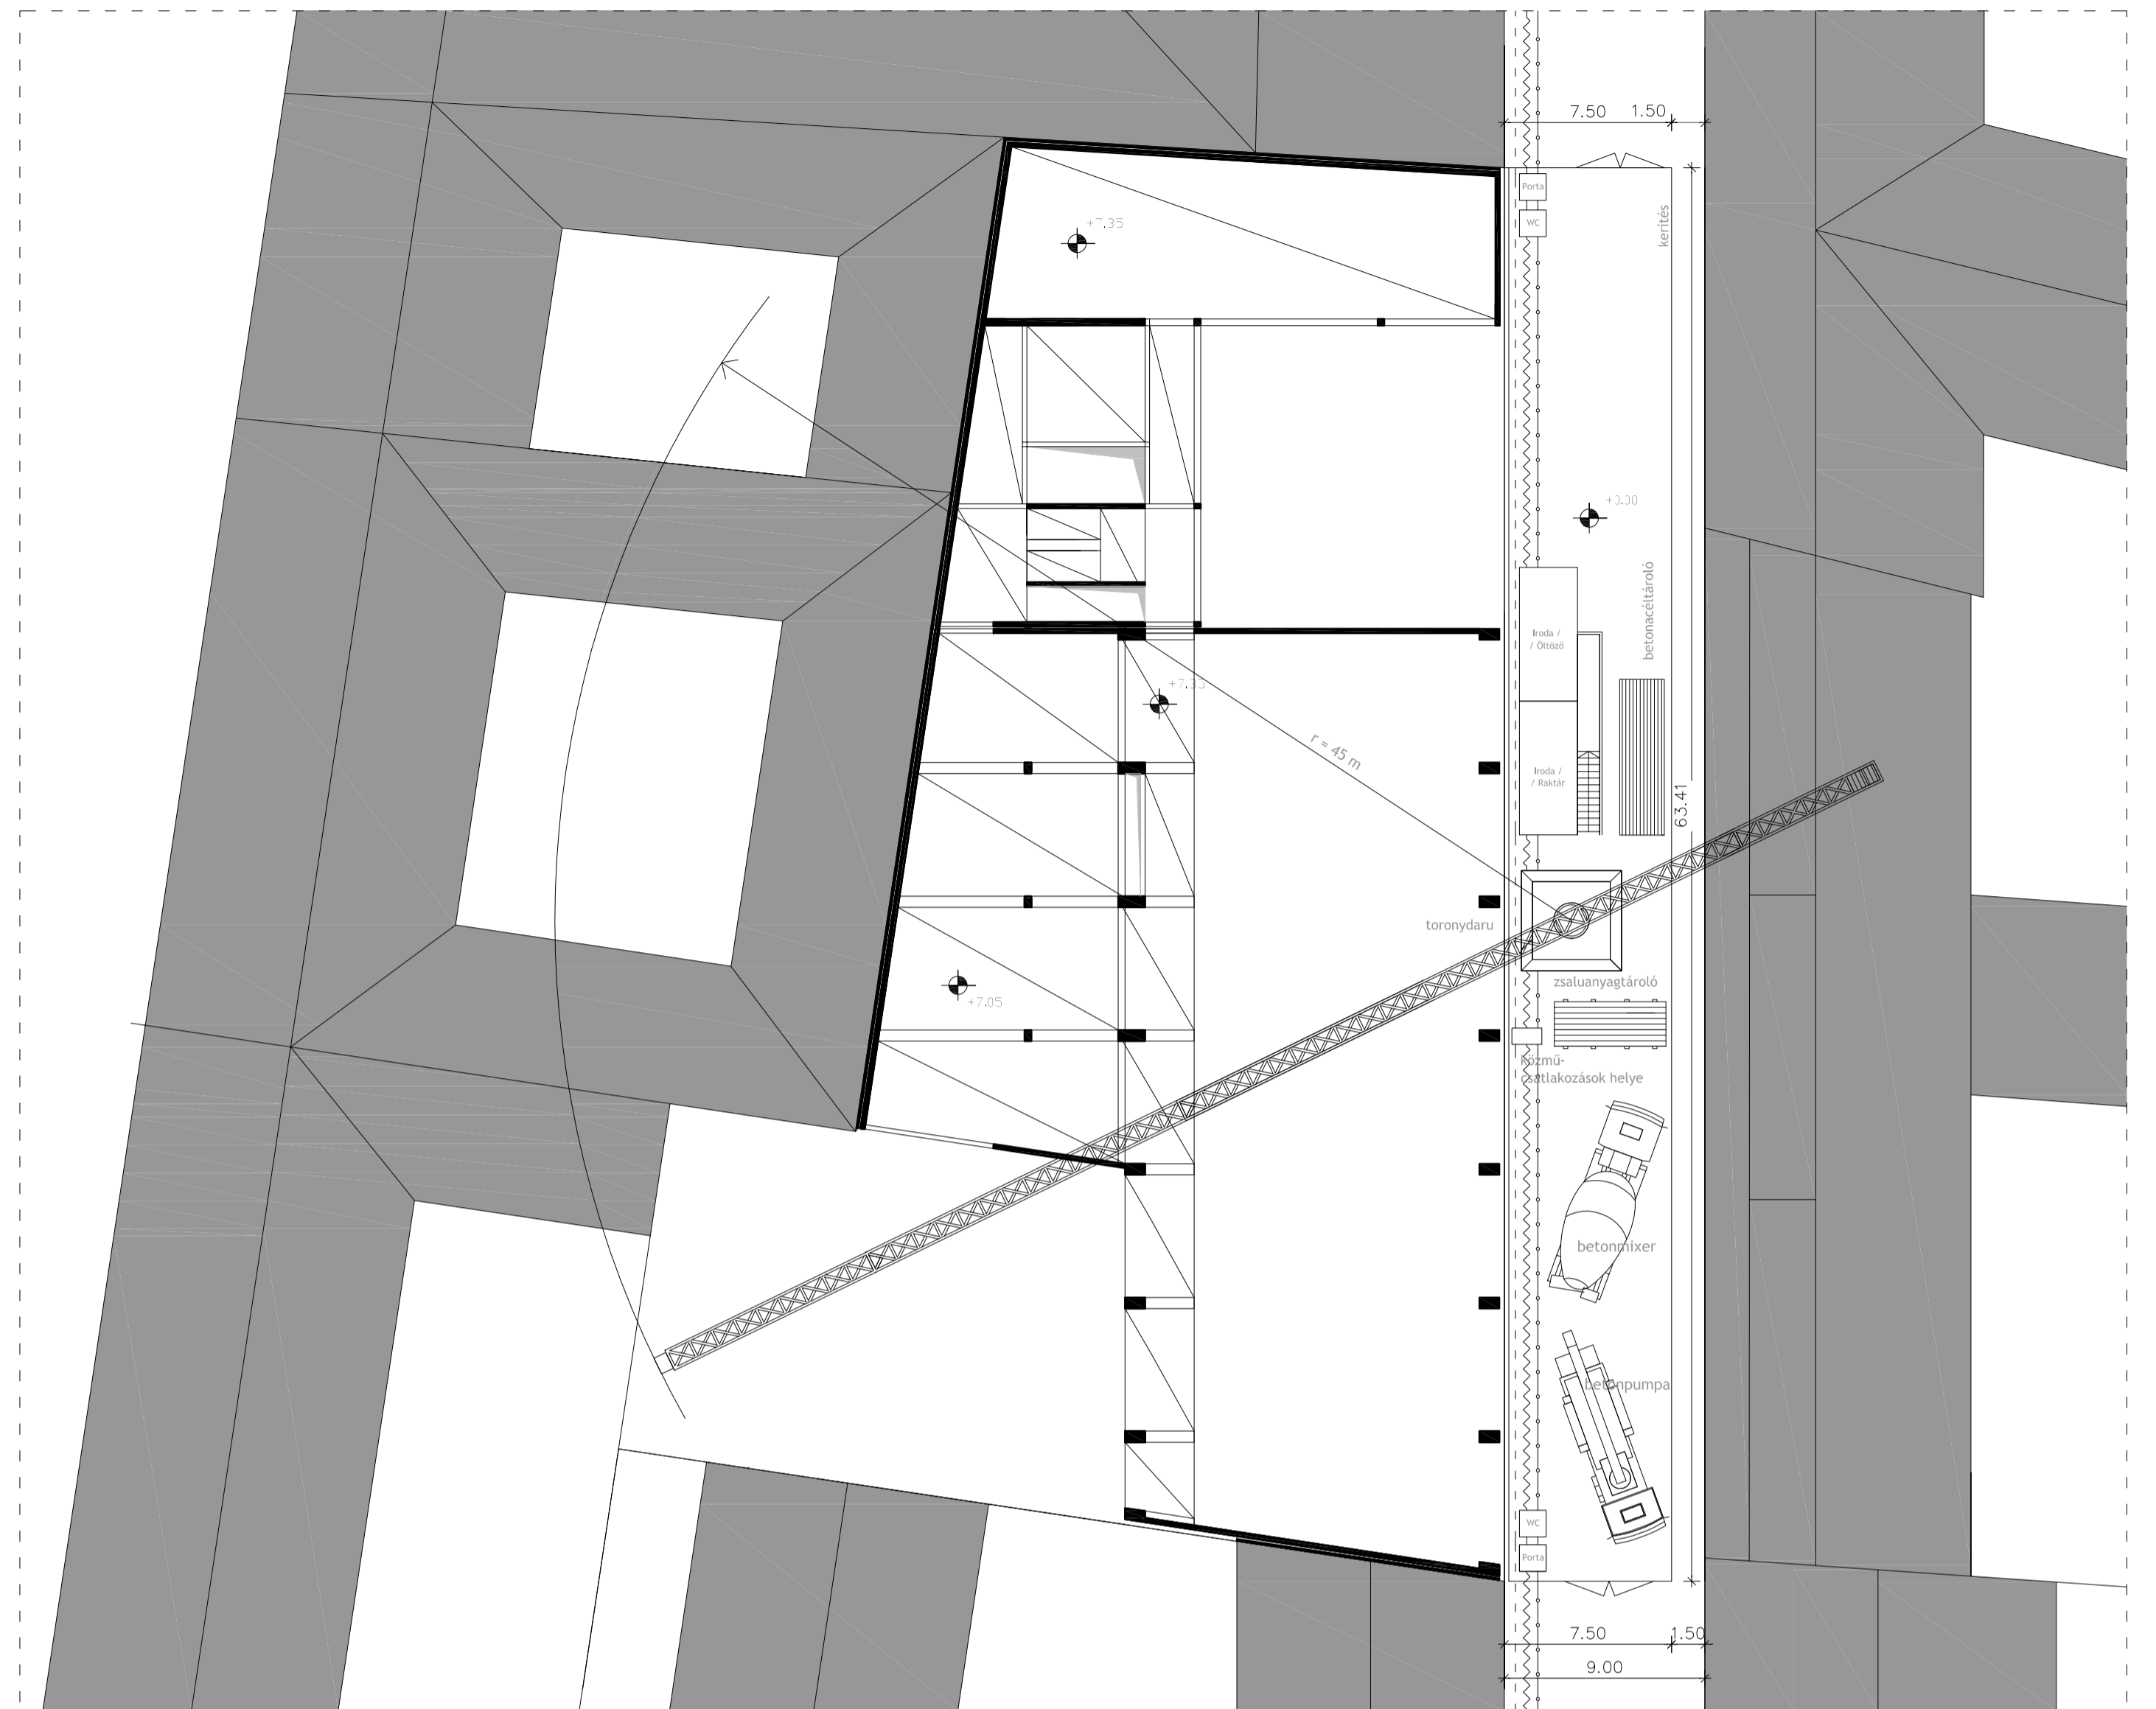 7.50 1.50
Porta
WC
kerítés
+7.35
+0.00
betonacéltároló
Iroda /
/ Öltöző
+7.35
r = 45 m
Iroda /
/ Raktár
63.41
toronydaru
zsaluanyagtároló
+7.05
közmű-
csatlakozások helye
betonmixer
betonpumpa
WC
Porta
7.50 1.50
9.00